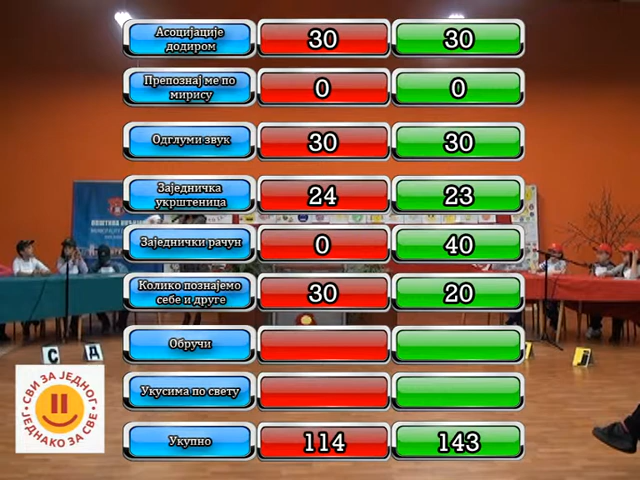 Асоцијације
додиром
30
30
Препознај ме по
мирису
0
0
Одглуми звук
30
30
Заједничка
укрштеница
24
23
Заједнички рачун
0
40
Колико познајемо
себе и друге
30
20
Обручи
Укусима по свету
Укупно
114
143
С Д
СВИ ЗА ЈЕДНОГ
ЈЕДНАКО ЗА СВЕ